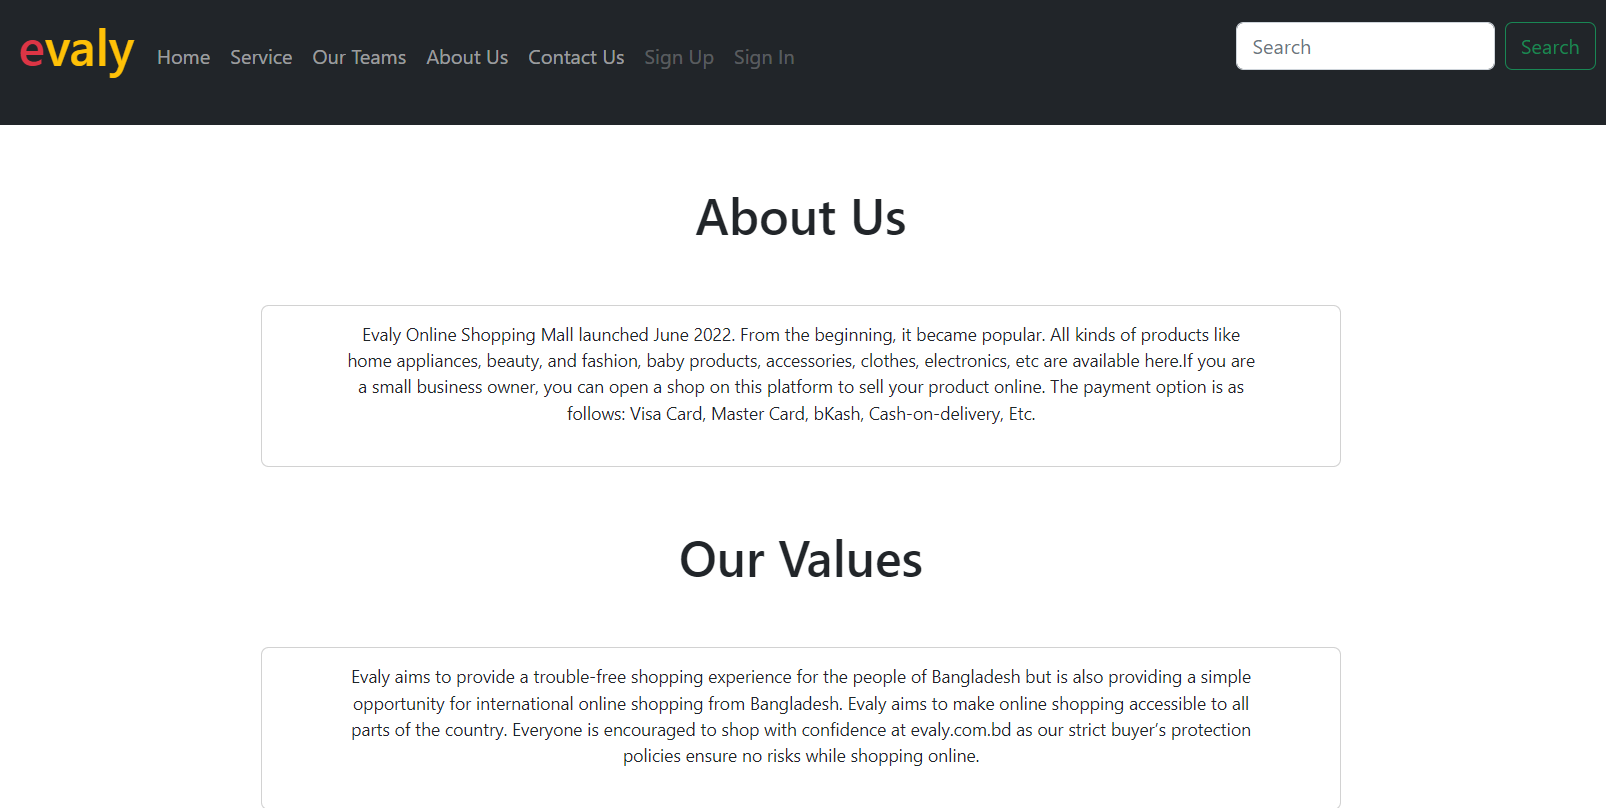 evaly Home Service Our Teams About Us Contact Us Sign Up Sign In Search Search
About Us
Evaly Online Shopping Mall launched June 2022. From the beginning, it became popular. All kinds of products like
home appliances, beauty, and fashion, baby products, accessories, clothes, electronics, etc are available here.If you are
a small business owner, you can open a shop on this platform to sell your product online. The payment option is as
follows: Visa Card, Master Card, bKash, Cash-on-delivery, Etc.
Our Values
Evaly aims to provide a trouble-free shopping experience for the people of Bangladesh but is also providing a simple
opportunity for international online shopping from Bangladesh. Evaly aims to make online shopping accessible to all
parts of the country. Everyone is encouraged to shop with confidence at evaly.com.bd as our strict buyer’s protection
policies ensure no risks while shopping online.